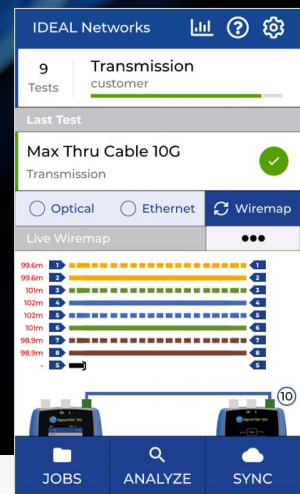 IDEAL Networks
9 Transmission
Tests customer
Last Test
Max Thru Cable 10G
Transmission
Optical Ethernet Wiremap
Live Wiremap
99.6m 1 1
99.6m 2 2
101m 3 3
102m 4 4
102m 5 5
101m 6 6
98.9m 7 7
98.9m 8 8
- S S
10
JOBS ANALYZE SYNC